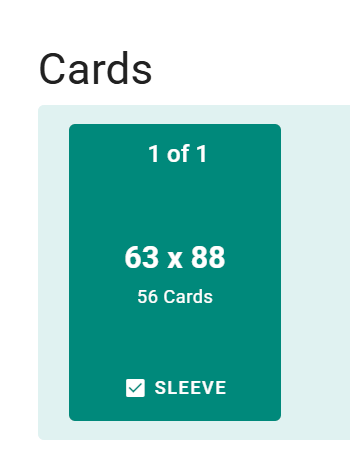 Cards
1 of 1
63 x 88
56 Cards
SLEEVE